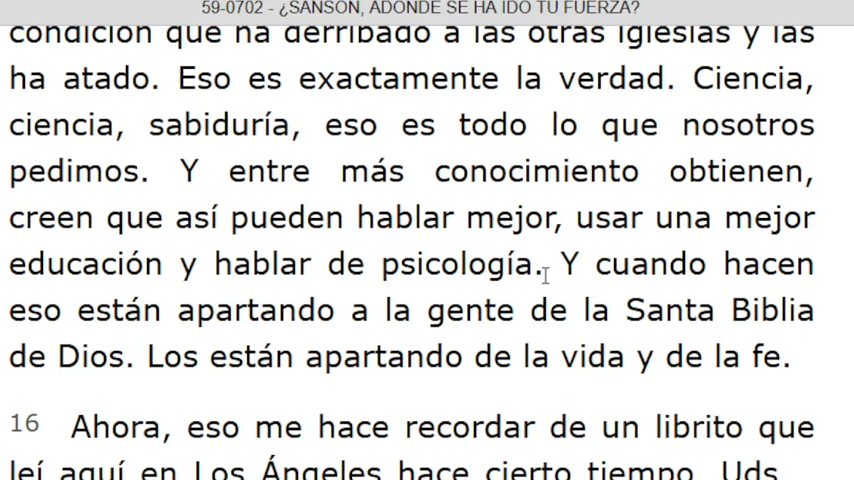 59-0702 - ¿SANSÓN, ADÓNDE SE HA IDO TU FUERZA?
condición que ha derribado a las otras iglesias y las
ha atado. Eso es exactamente la verdad. Ciencia,
ciencia, sabiduría, eso es todo lo que nosotros
pedimos. Y entre más conocimiento obtienen,
creen que así pueden hablar mejor, usar una mejor
educación y hablar de psicología. Y cuando hacen
eso están apartando a la gente de la Santa Biblia
de Dios. Los están apartando de la vida y de la fe.
16 Ahora, eso me hace recordar de un librito que
leí aquí en Los Ángeles hace cierto tiempo. Uds.